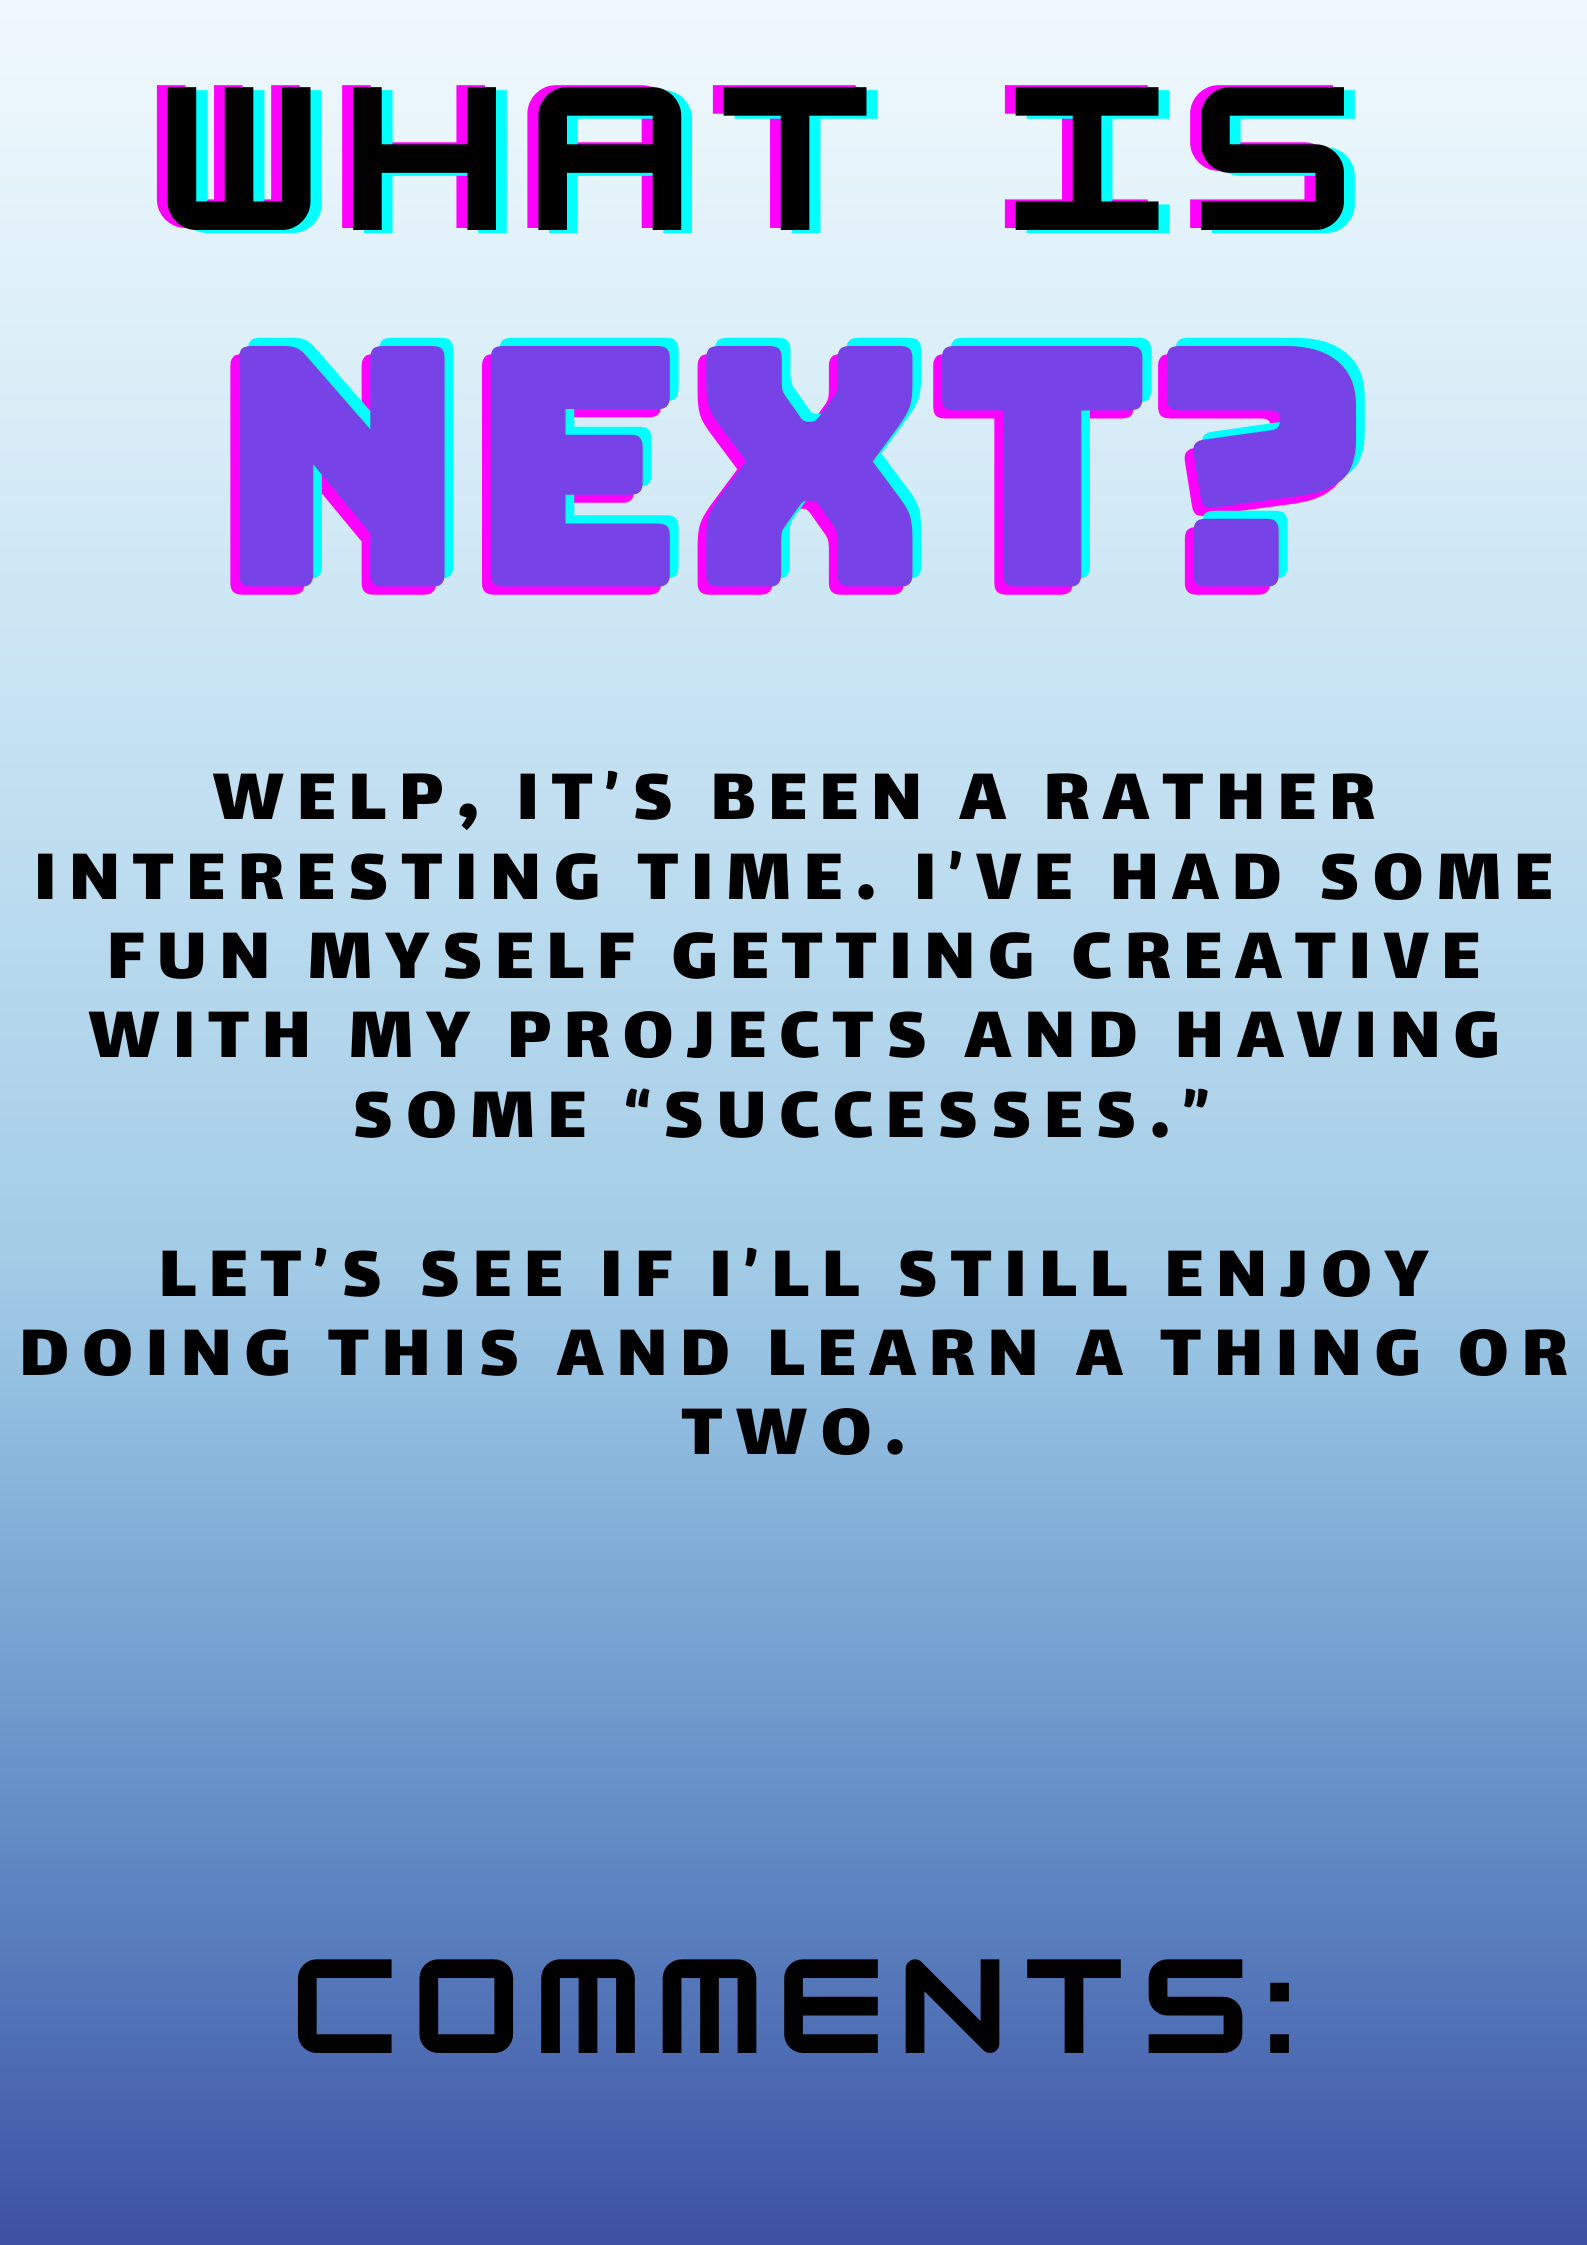 WHAT IS
NEXT?
WELP, IT'S BEEN A RATHER
INTERESTING TIME. I'VE HAD SOME
FUN MYSELF GETTING CREATIVE
WITH MY PROJECTS AND HAVING
SOME “SUCCESSES.”
LET'S SEE IF I'LL STILL ENJOY
DOING THIS AND LEARN A THING OR
TWO.
COMMENTS: